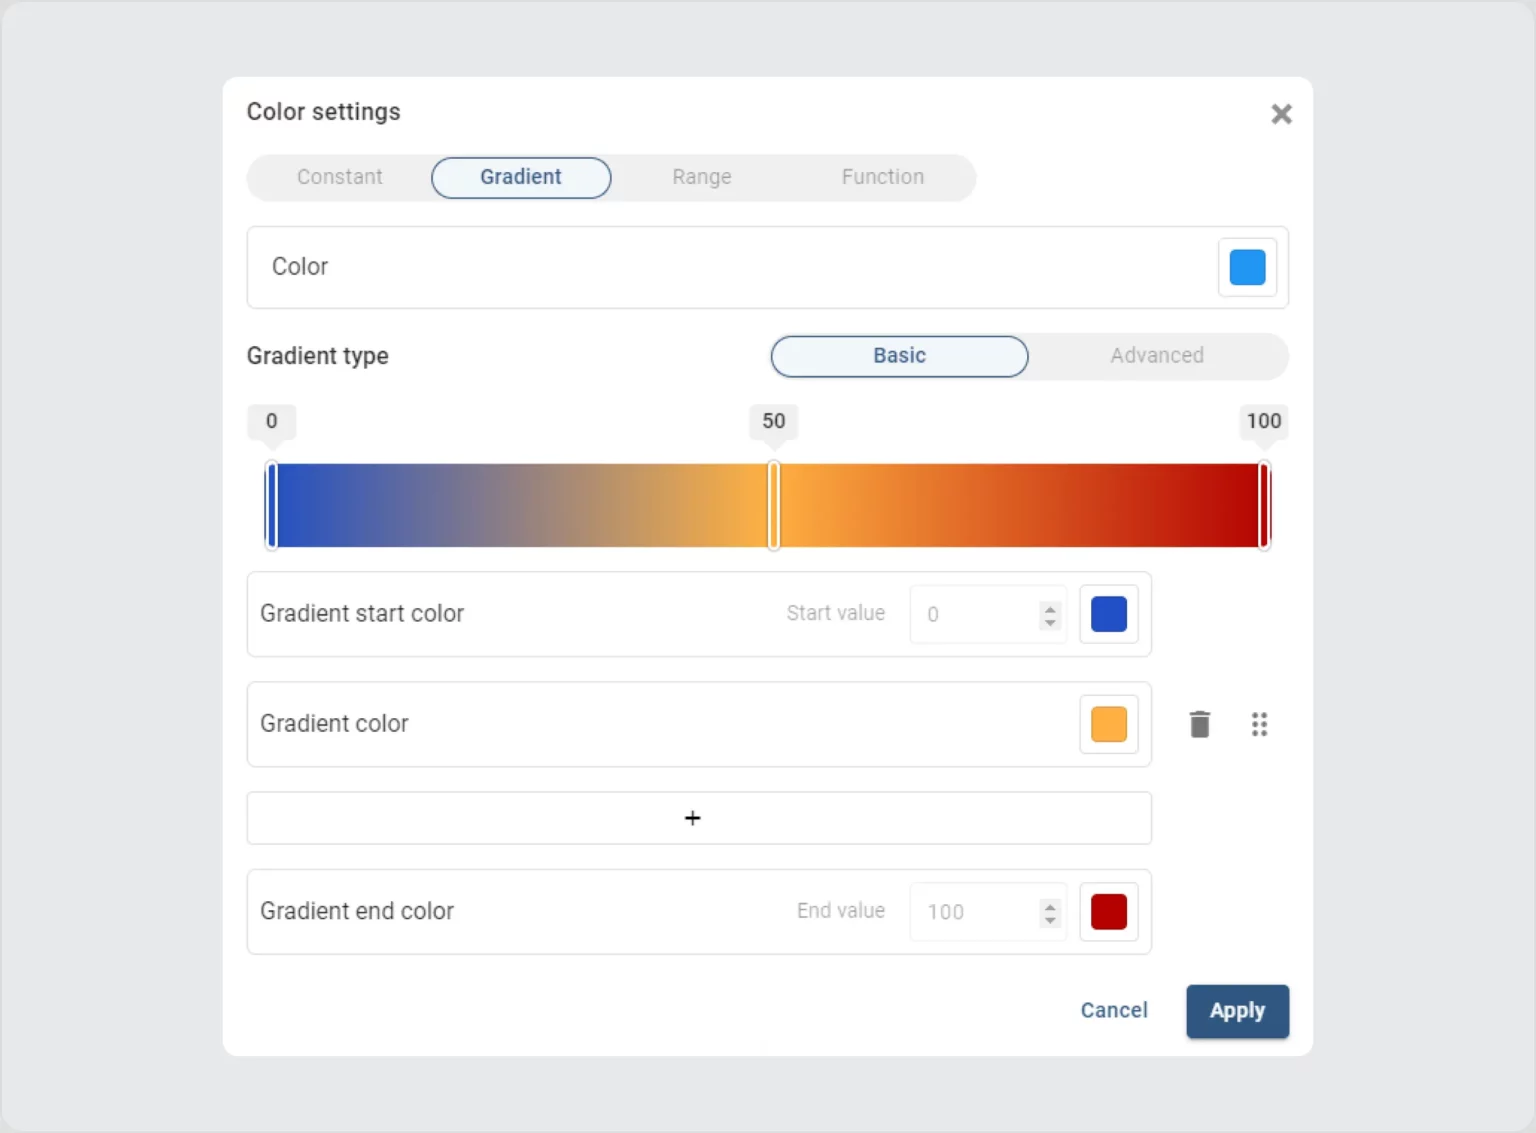 Color settings
Constant Gradient Range Function
Color
Gradient type Basic Advanced
0 50 100
Gradient start color Start value 0
Gradient color
+
Gradient end color End value 100
Cancel Apply